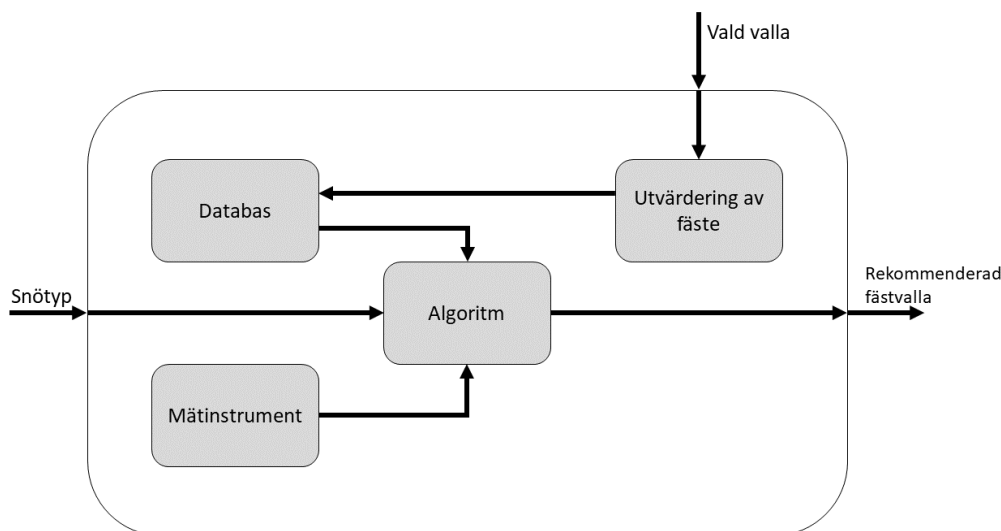 Vald valla
Databas
Utvärdering av
fäste
Snötyp
Algoritm
Rekommenderad
fästvalla
Mätinstrument